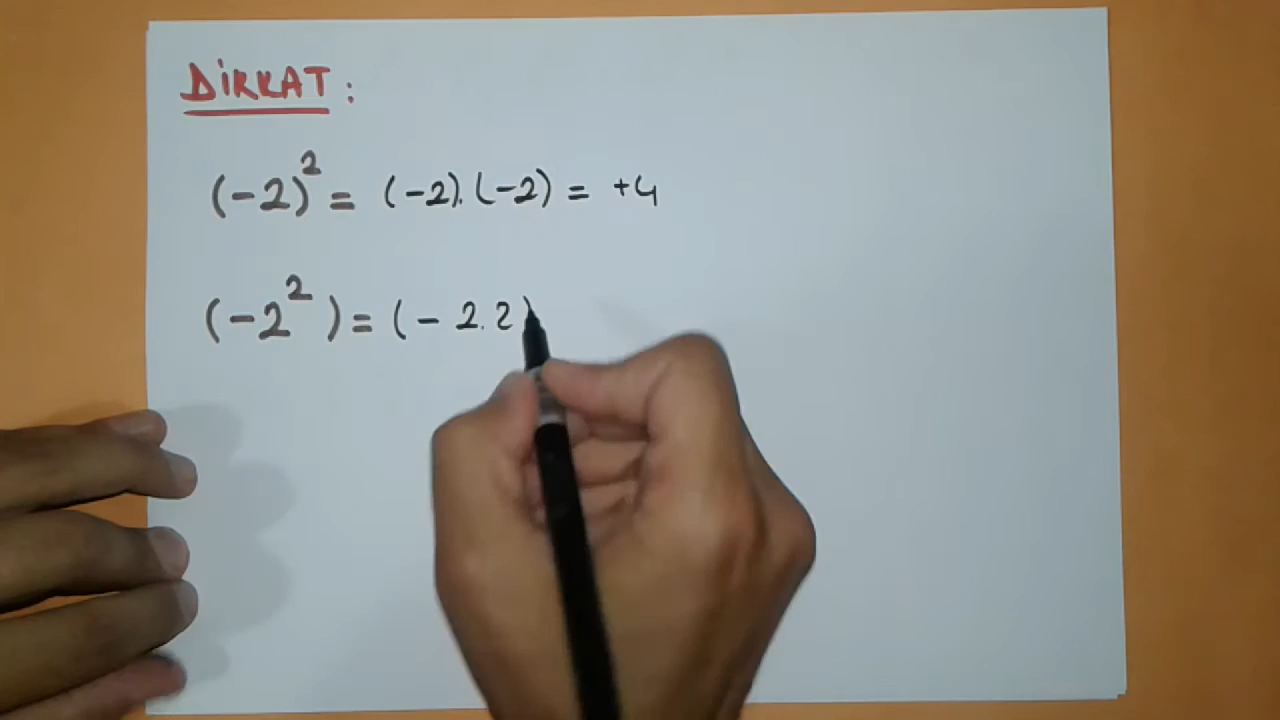 DİKKAT:
(-2)² = (-2).(-2) = +4
(-2²) = (- 2.2)